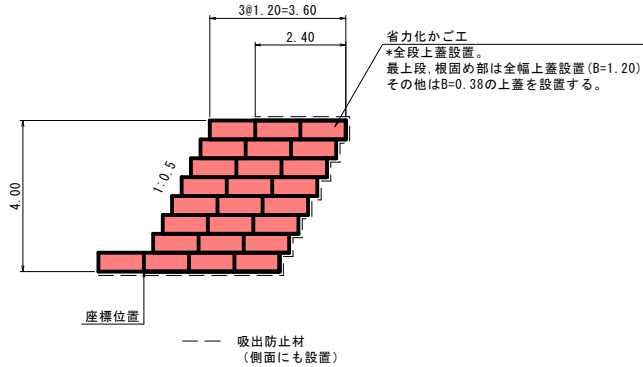 3@1.20=3.60
2.40
省力化かご工
*全段上蓋設置。
最上段,根固め部は全幅上蓋設置(B=1.20)
その他はB=0.38の上蓋を設置する。
1:0.5
4.00
座標位置
吸出防止材
(側面にも設置)